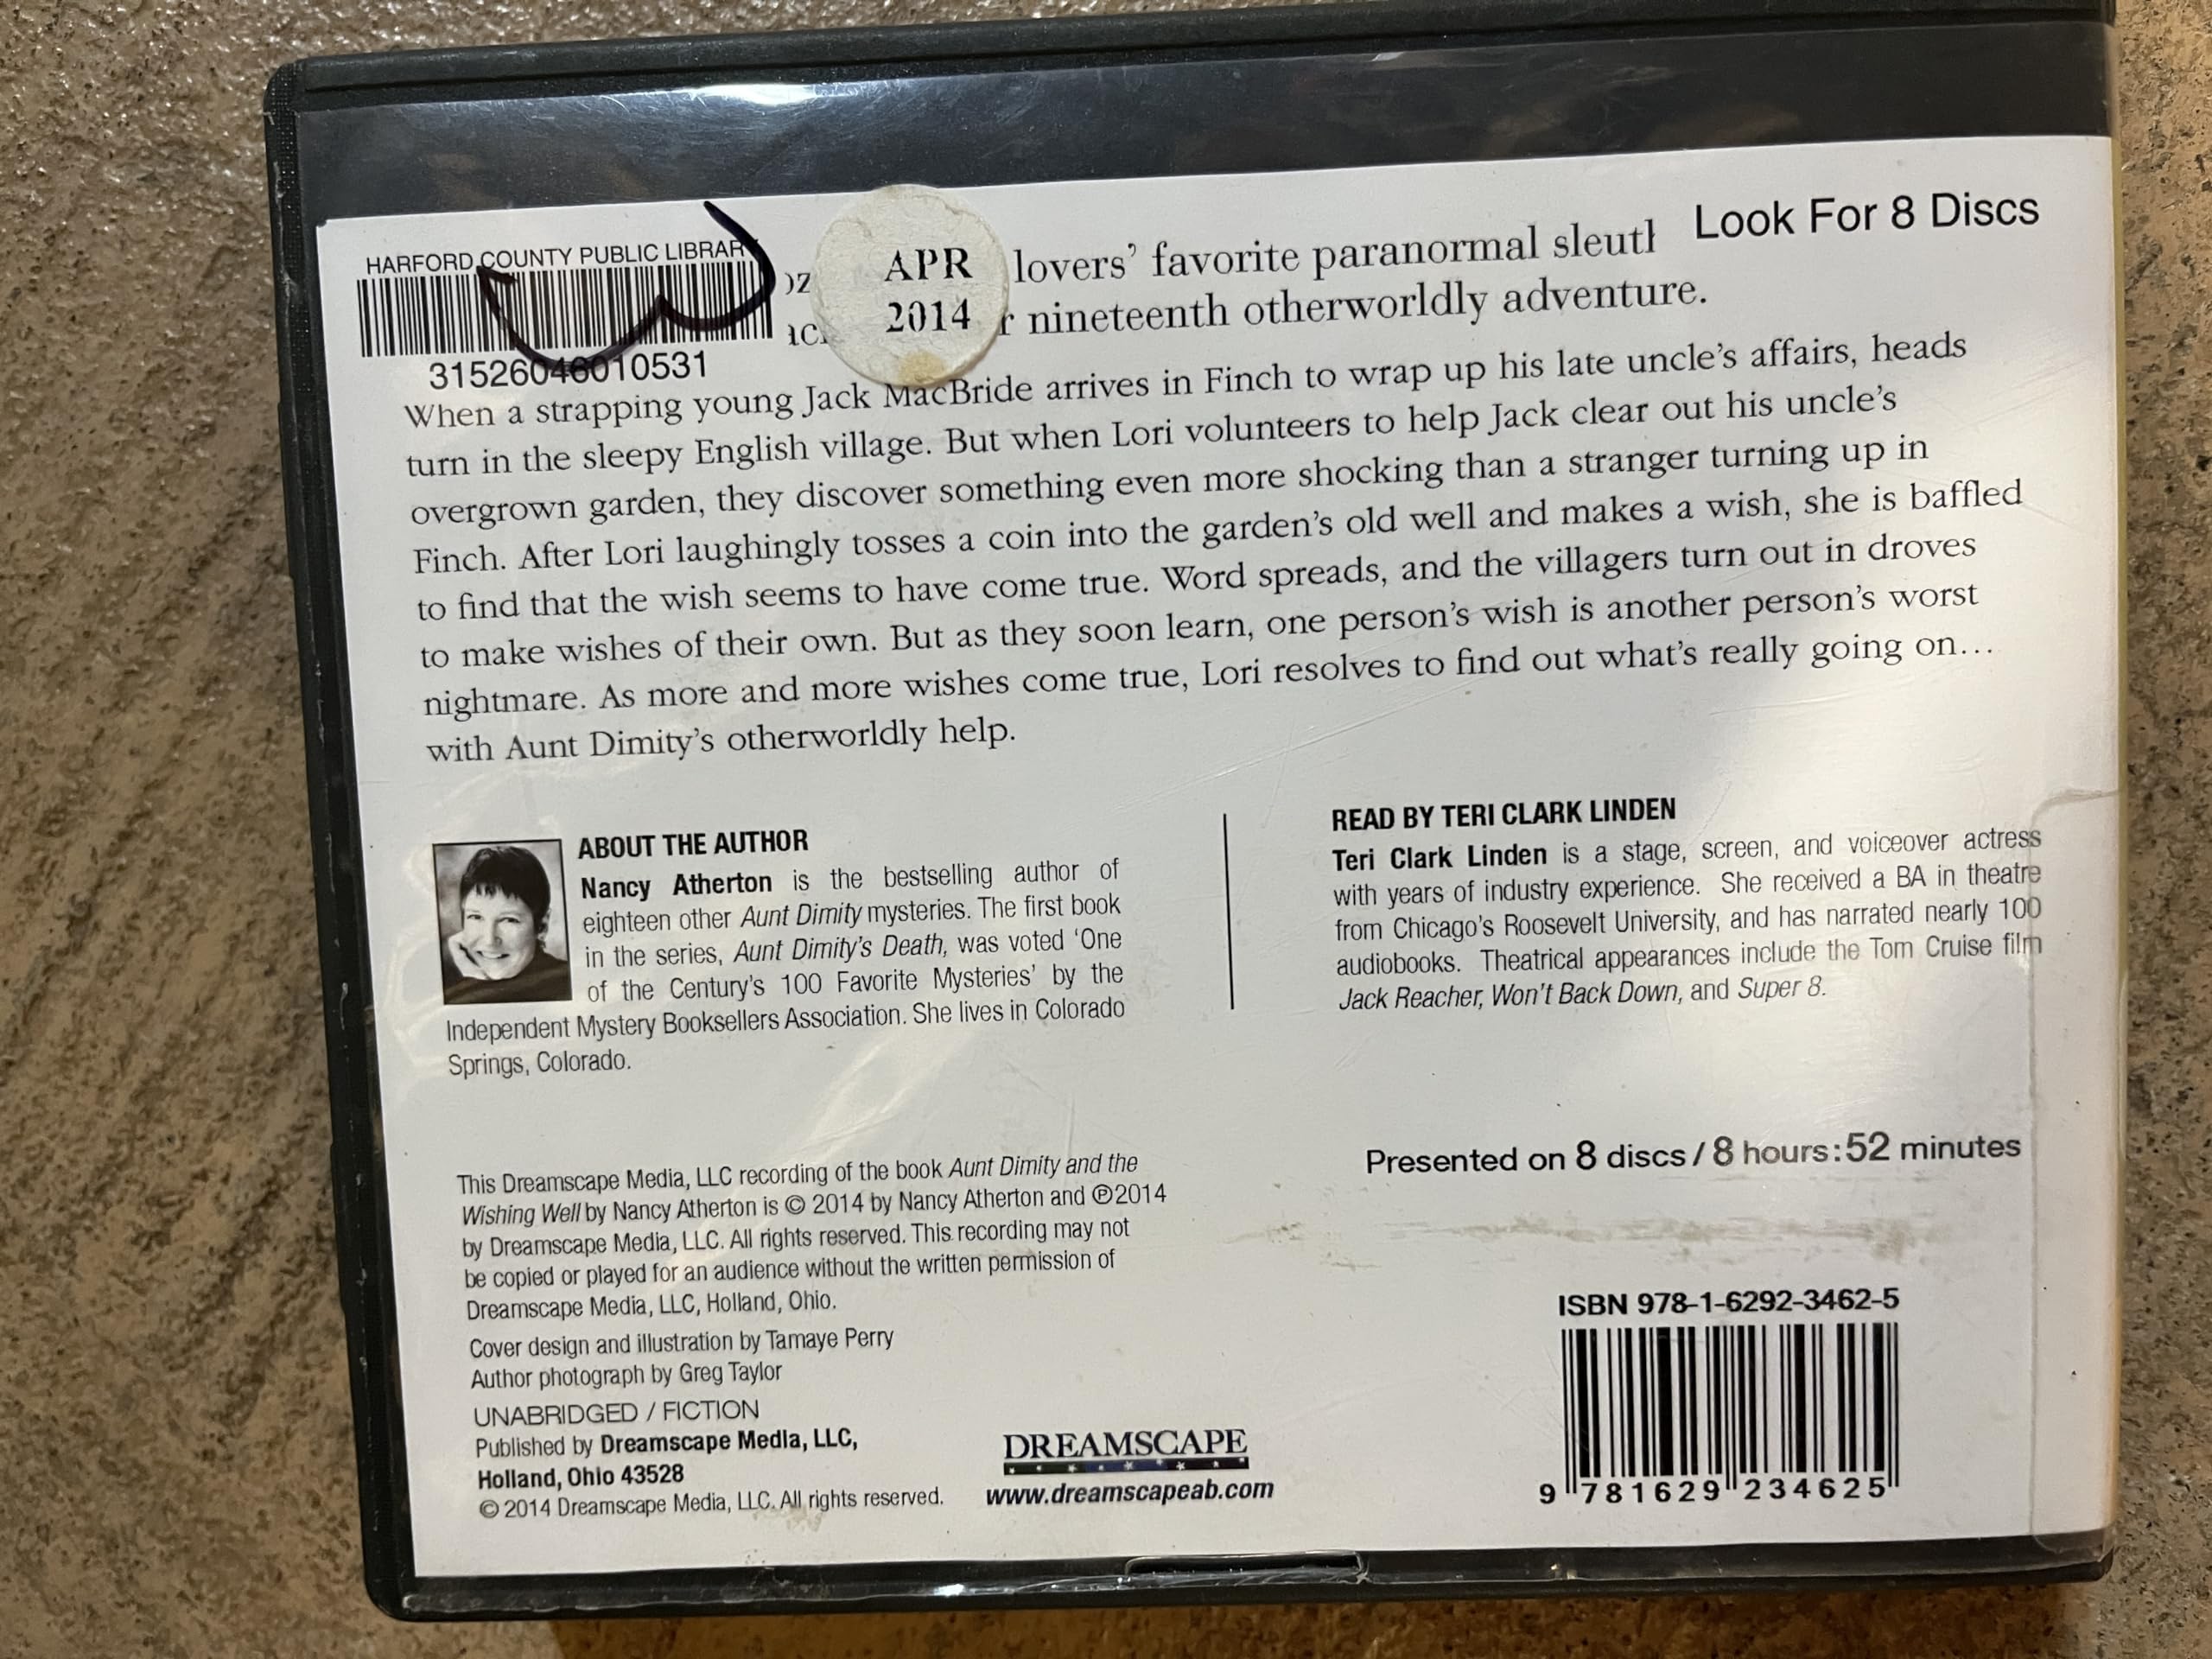 Look For 8 Discs
HARFORD COUNTY PUBLIC LIBRARY
31526046010531
APR
2014
lovers' favorite paranormal
nineteenth otherworldly adventure.
When a strapping young Jack MacBride arrives in Finch to wrap up his late uncle's affairs, heads
turn in the sleepy English village. But when Lori volunteers to help Jack clear out his uncle's
overgrown garden, they discover something even more shocking than a stranger turning up in
Finch. After Lori laughingly tosses a coin into the garden's old well and makes a wish, she is baffled
to find that the wish seems to have come true. Word spreads, and the villagers turn out in droves
to make wishes of their own. But as they soon learn, one person's wish is another person's worst
nightmare. As more and more wishes come true, Lori resolves to find out what's really going on...
with Aunt Dimity's otherworldly help.
ABOUT THE AUTHOR
Nancy Atherton is the bestselling author of
eighteen other Aunt Dimity mysteries. The first book
in the series, Aunt Dimity's Death, was voted 'One
of the Century's 100 Favorite Mysteries' by the
Independent Mystery Booksellers Association. She lives in Colorado
Springs, Colorado.
READ BY TERI CLARK LINDEN
Teri Clark Linden is a stage, screen, and voiceover actress
with years of industry experience. She received a BA in theatre
from Chicago's Roosevelt University, and has narrated nearly 100
audiobooks. Theatrical appearances include the Tom Cruise film
Jack Reacher, Won't Back Down, and Super 8.
This Dreamscape Media, LLC recording of the book Aunt Dimity and the
Wishing Well by Nancy Atherton is © 2014 by Nancy Atherton and ℗2014
by Dreamscape Media, LLC. All rights reserved. This recording may not
be copied or played for an audience without the written permission of
Dreamscape Media, LLC, Holland, Ohio.
Cover design and illustration by Tamaye Perry
Author photograph by Greg Taylor
UNABRIDGED / FICTION
Published by Dreamscape Media, LLC,
Holland, Ohio 43528
© 2014 Dreamscape Media, LLC. All rights reserved.
DREAMSCAPE
www.dreamscapeab.com
Presented on 8 discs / 8 hours:52 minutes
ISBN 978-1-6292-3462-5
9 781629 234625